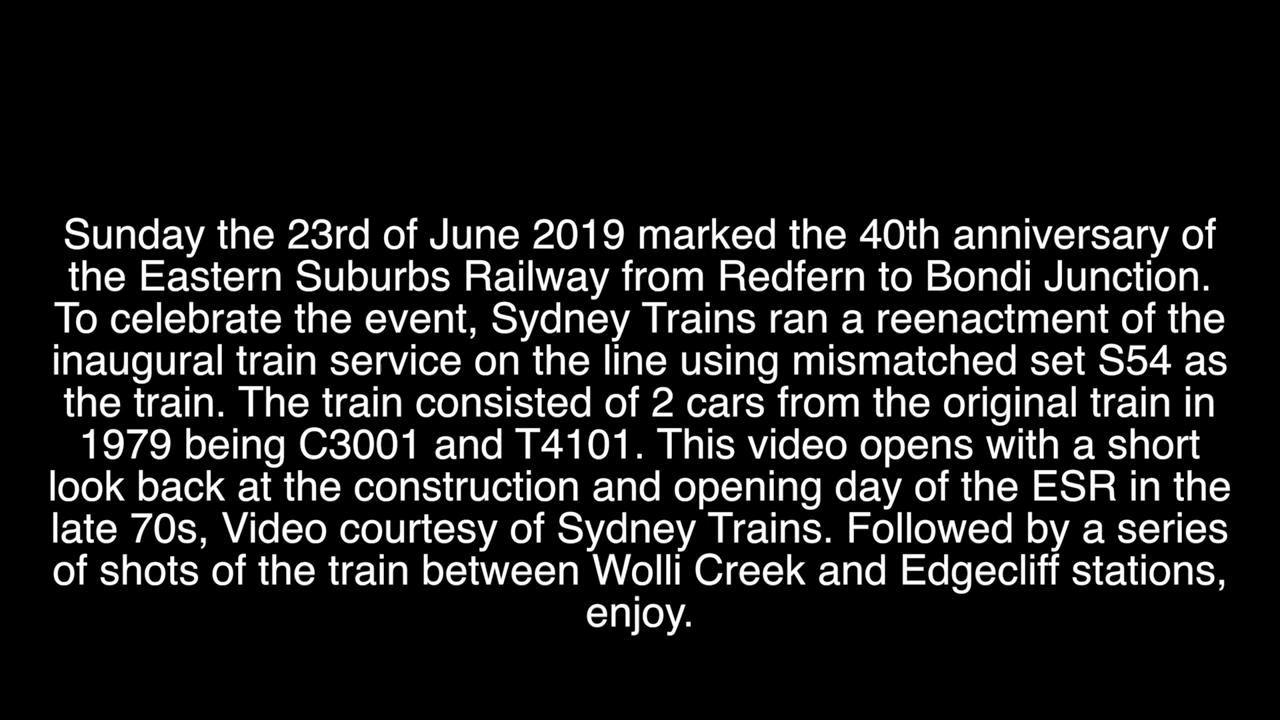 Sunday the 23rd of June 2019 marked the 40th anniversary of
the Eastern Suburbs Railway from Redfern to Bondi Junction.
To celebrate the event, Sydney Trains ran a reenactment of the
inaugural train service on the line using mismatched set S54 as
the train. The train consisted of 2 cars from the original train in
1979 being C3001 and T4101. This video opens with a short
look back at the construction and opening day of the ESR in the
late 70s, Video courtesy of Sydney Trains. Followed by a series
of shots of the train between Wolli Creek and Edgecliff stations,
enjoy.